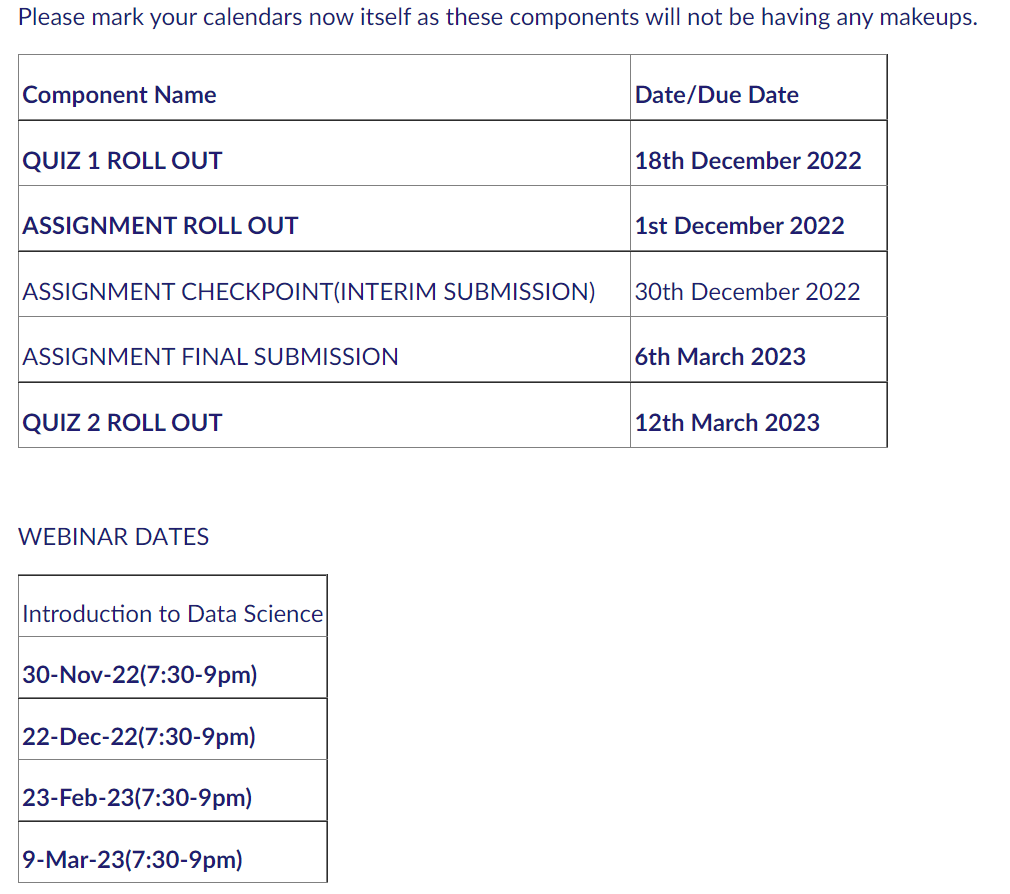 Please mark your calendars now itself as these components will not be having any makeups.
Component Name Date/Due Date
QUIZ 1 ROLL OUT 18th December 2022
ASSIGNMENT ROLL OUT 1st December 2022
ASSIGNMENT CHECKPOINT(INTERIM SUBMISSION) 30th December 2022
ASSIGNMENT FINAL SUBMISSION 6th March 2023
QUIZ 2 ROLL OUT 12th March 2023
WEBINAR DATES
Introduction to Data Science
30-Nov-22(7:30-9pm)
22-Dec-22(7:30-9pm)
23-Feb-23(7:30-9pm)
9-Mar-23(7:30-9pm)